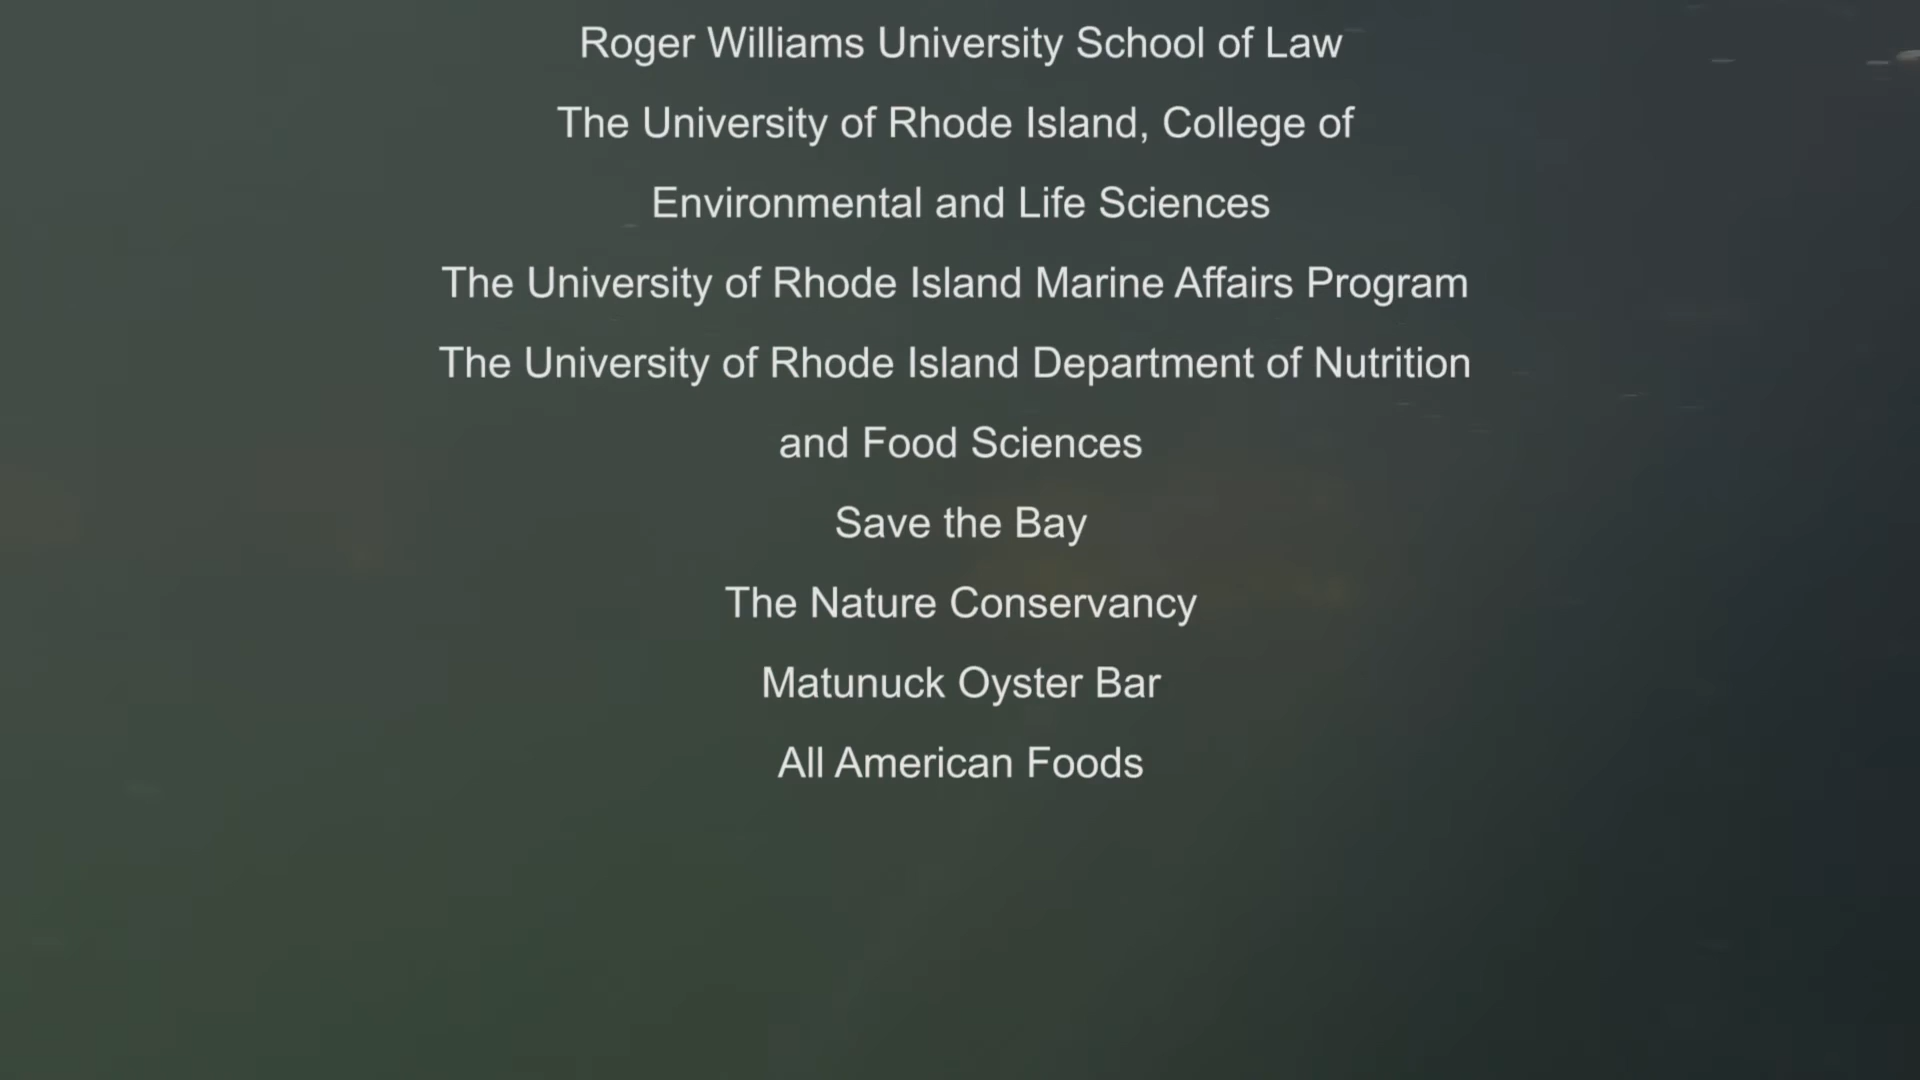 Roger Williams University School of Law
The University of Rhode Island, College of
Environmental and Life Sciences
The University of Rhode Island Marine Affairs Program
The University of Rhode Island Department of Nutrition
and Food Sciences
Save the Bay
The Nature Conservancy
Matunuck Oyster Bar
All American Foods